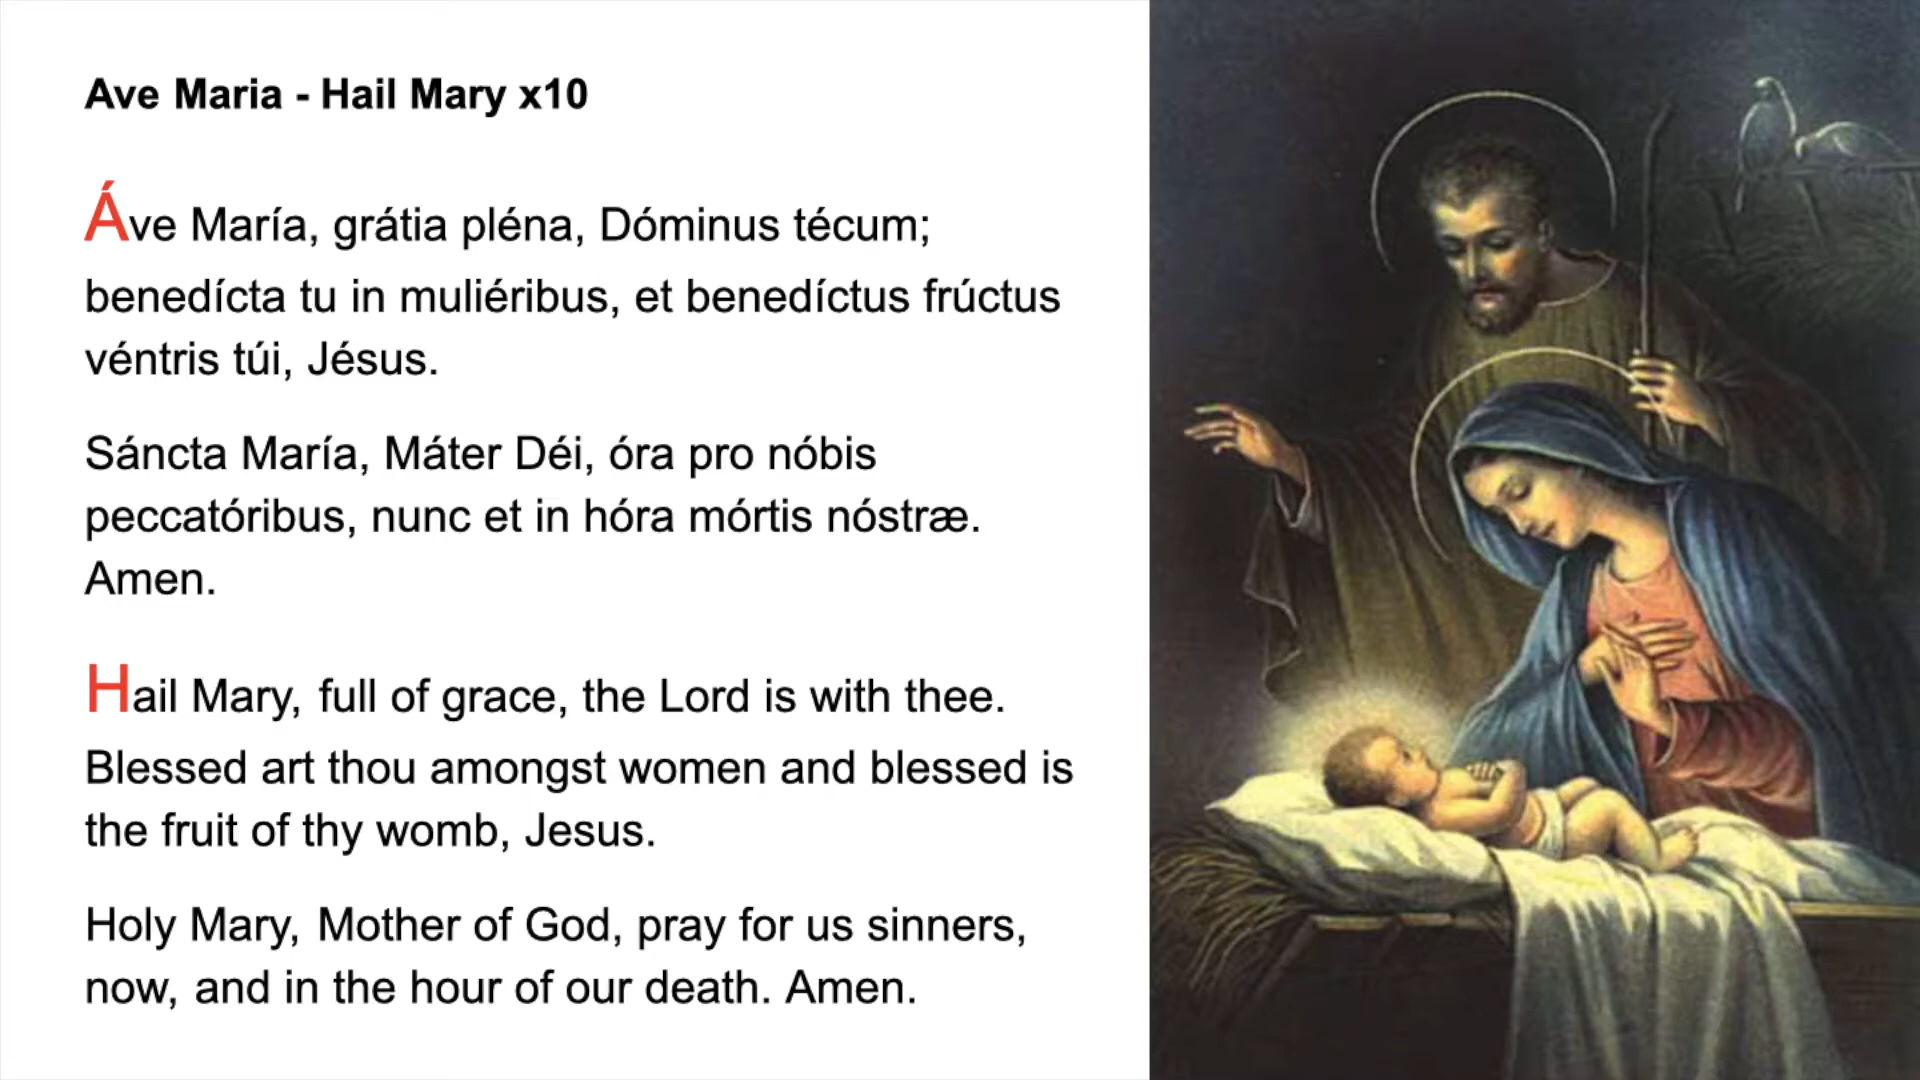 Ave Maria - Hail Mary x10
Áve María, grátia pléna, Dóminus técum;
benedícta tu in muliéribus, et benedíctus frúctus
véntris túi, Jésus.
Sáncta María, Máter Déi, óra pro nóbis
peccatóribus, nunc et in hóra mórtis nóstræ.
Amen.
Hail Mary, full of grace, the Lord is with thee.
Blessed art thou amongst women and blessed is
the fruit of thy womb, Jesus.
Holy Mary, Mother of God, pray for us sinners,
now, and in the hour of our death. Amen.